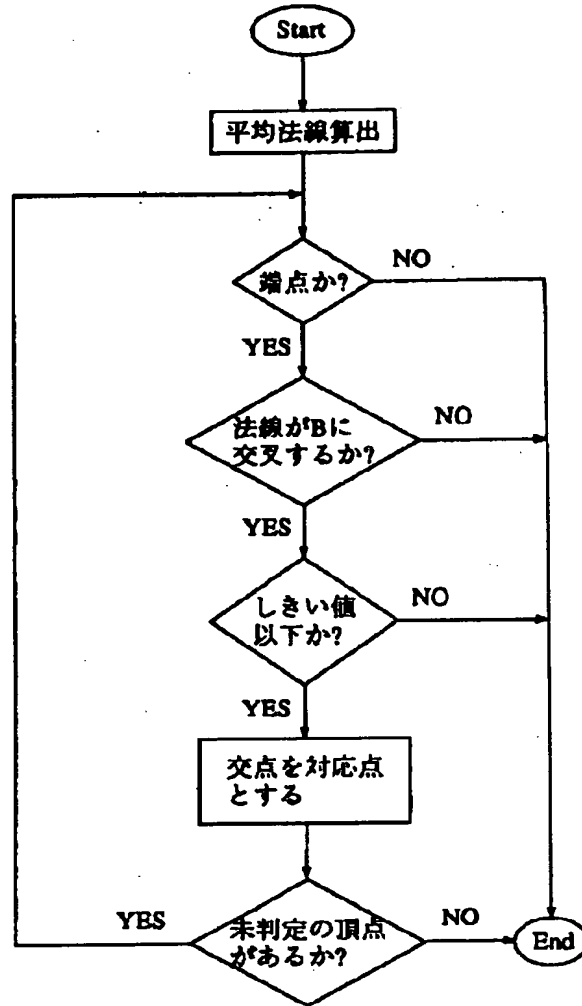 Start
平均法線算出
端点か?
NO
YES
法線がBに
交叉するか?
NO
YES
しきい値
以下か?
NO
YES
交点を対応点
とする
YES
未判定の頂点
があるか?
NO
End